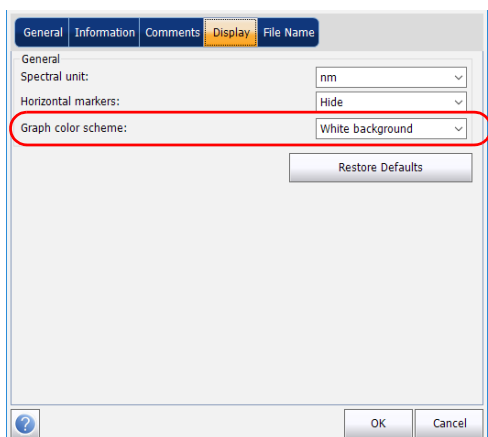 General Information Comments Display File Name
General
Spectral unit: nm
Horizontal markers: Hide
Graph color scheme: White background
Restore Defaults
? OK Cancel